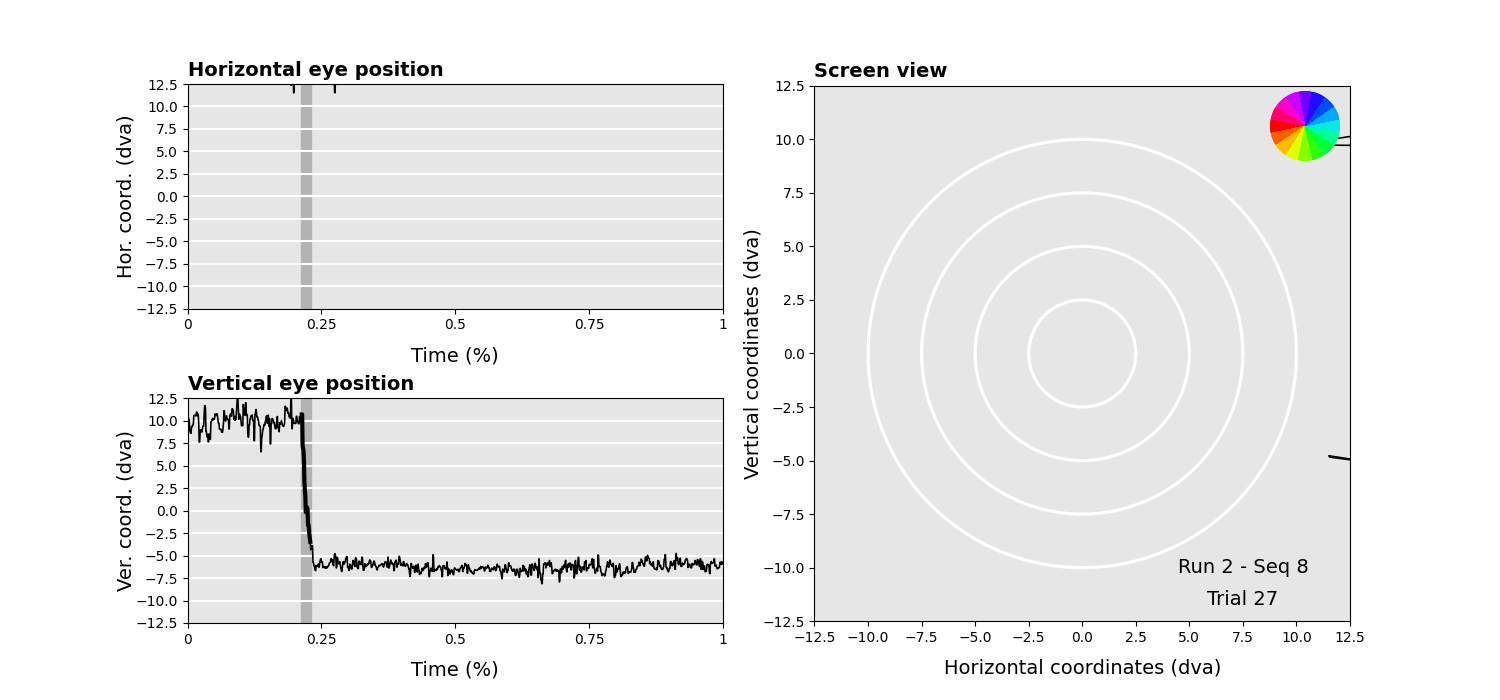 Horizontal eye position
Hor. coord. (dva)
12.5
10.0
7.5
5.0
2.5
0.0
−2.5
−5.0
−7.5
−10.0
−12.5
0 0.25 0.5 0.75 1
Time (%)
Vertical eye position
Ver. coord. (dva)
12.5
10.0
7.5
5.0
2.5
0.0
−2.5
−5.0
−7.5
−10.0
−12.5
0 0.25 0.5 0.75 1
Time (%)
Screen view
Vertical coordinates (dva)
12.5
10.0
7.5
5.0
2.5
0.0
−2.5
−5.0
−7.5
−10.0
−12.5
Run 2 - Seq 8
Trial 27
−12.5 −10.0 −7.5 −5.0 −2.5 0.0 2.5 5.0 7.5 10.0 12.5
Horizontal coordinates (dva)